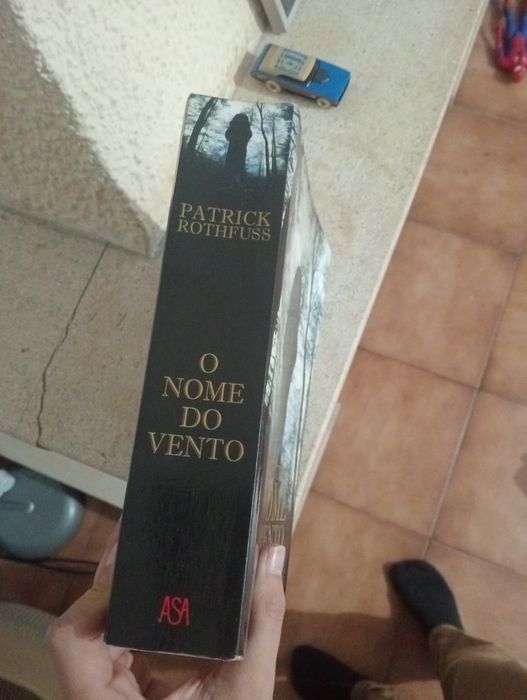 PATRICK
ROTHFUSS
O
NOME
DO
VENTO
ASA